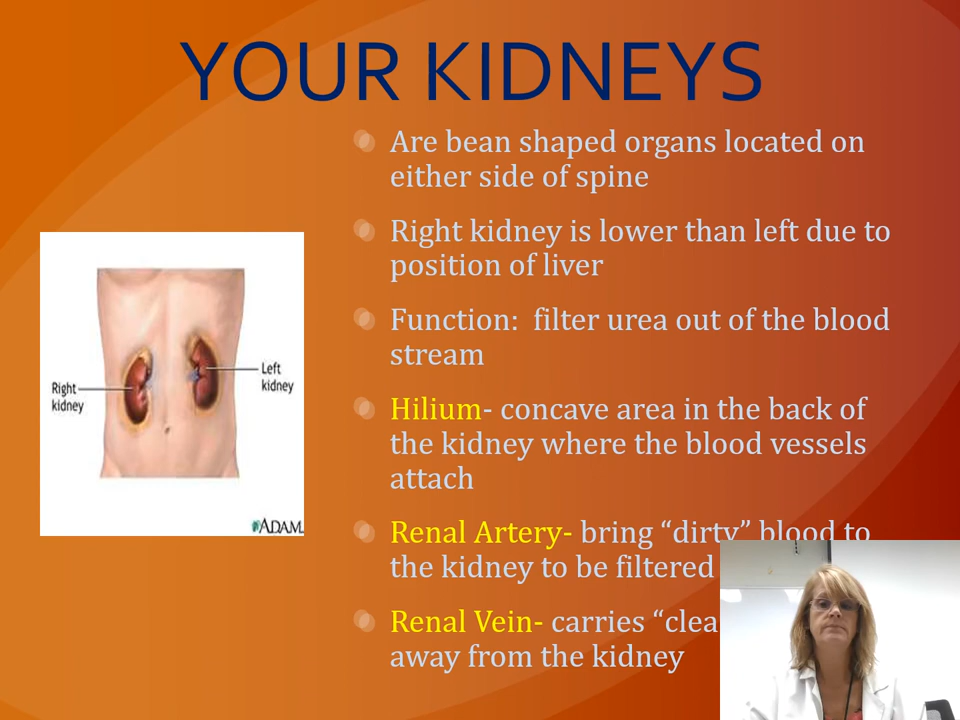 YOUR KIDNEYS
Are bean shaped organs located on
either side of spine
Right kidney is lower than left due to
position of liver
Function:  filter urea out of the blood
stream
Hilium- concave area in the back of
the kidney where the blood vessels
attach
Renal Artery- bring “dirty” blood to
the kidney to be filtered
Renal Vein- carries “clea
away from the kidney
Right
kidney
Left
kidney
ADAM.